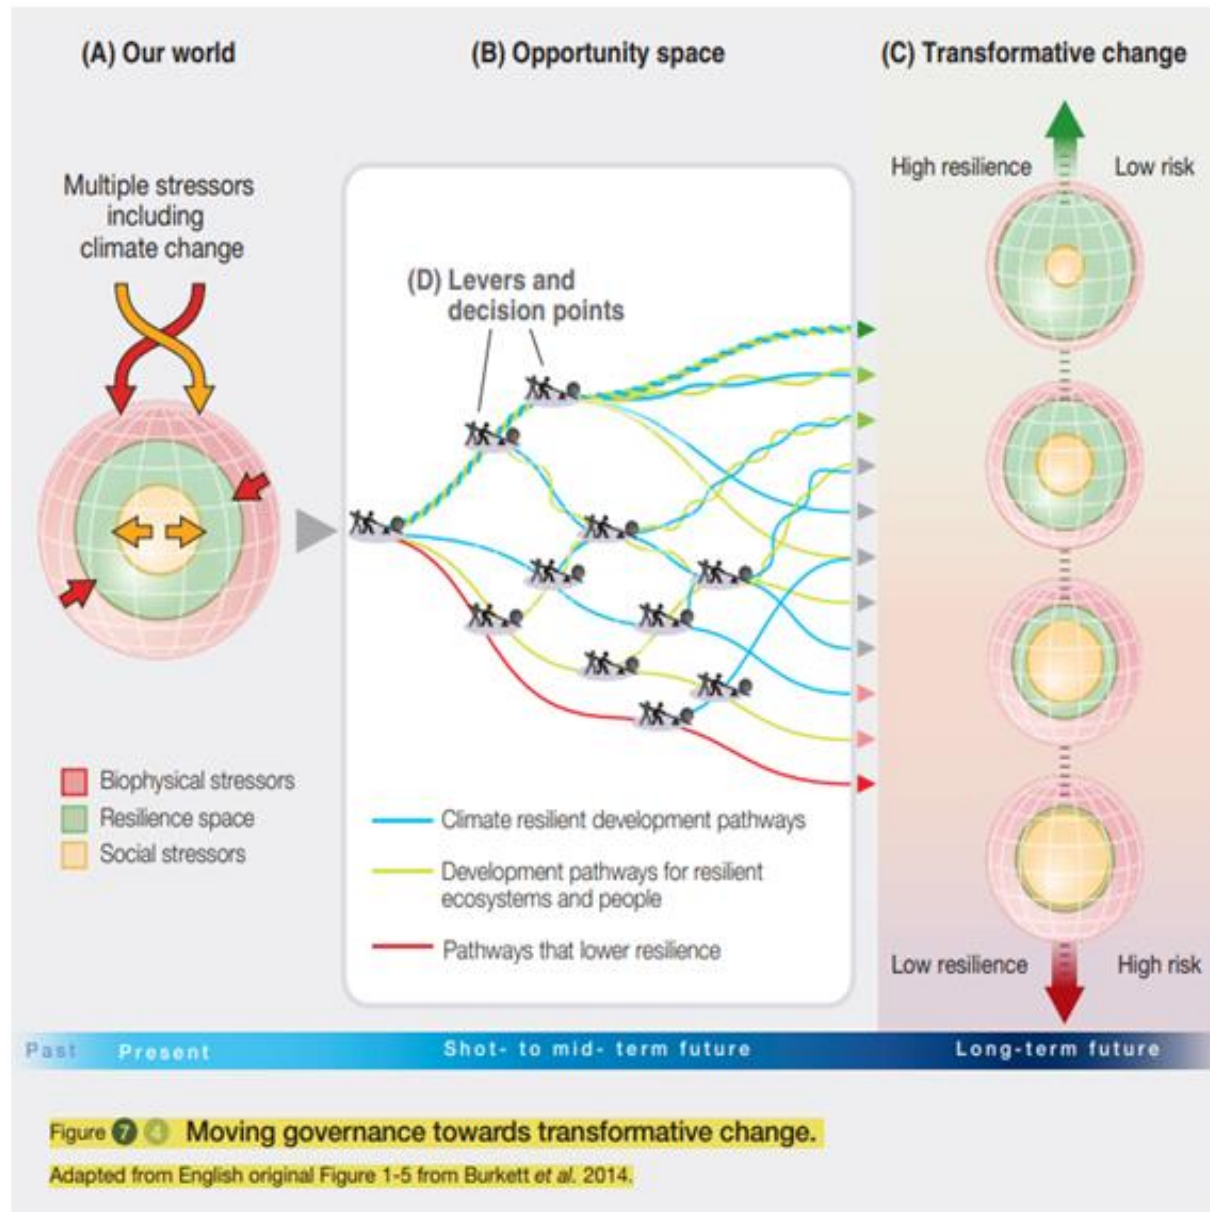 (A) Our world
(B) Opportunity space
(C) Transformative change
Multiple stressors
including
climate change
(D) Levers and
decision points
High resilience
Low risk
Biophysical stressors
Resilience space
Social stressors
Climate resilient development pathways
Development pathways for resilient
ecosystems and people
Pathways that lower resilience
Low resilience
High risk
Past Present Shot- to mid- term future Long-term future
Figure 7 4 Moving governance towards transformative change.
Adapted from English original Figure 1-5 from Burkett et al. 2014.